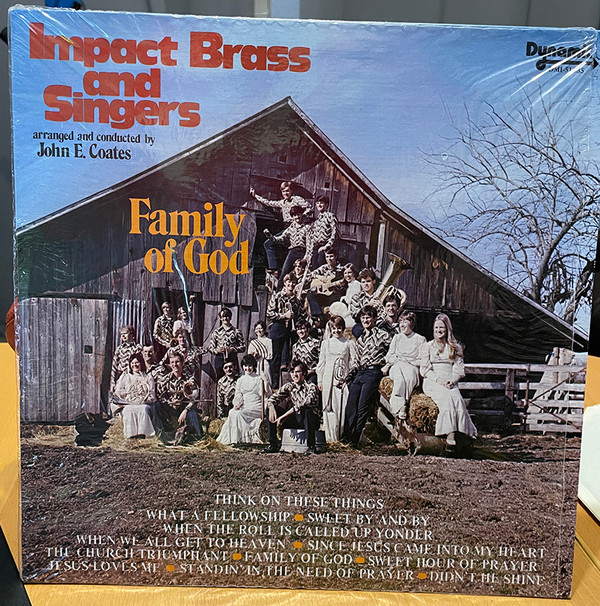 Impact Brass
and
Singers
arranged and conducted by
John E. Coates
Dynamic
Family
of God
THINK ON THESE THINGS
WHAT A FELLOWSHIP • SWEET BY AND BY
WHEN THE ROLL IS CALLED UP YONDER
WHEN WE ALL GET TO HEAVEN • SINCE JESUS CAME INTO MY HEART
THE CHURCH TRIUMPHANT • FAMILY OF GOD • SWEET HOUR OF PRAYER
JESUS LOVES ME • STANDIN' IN THE NEED OF PRAYER • DIDN'T HE SHINE